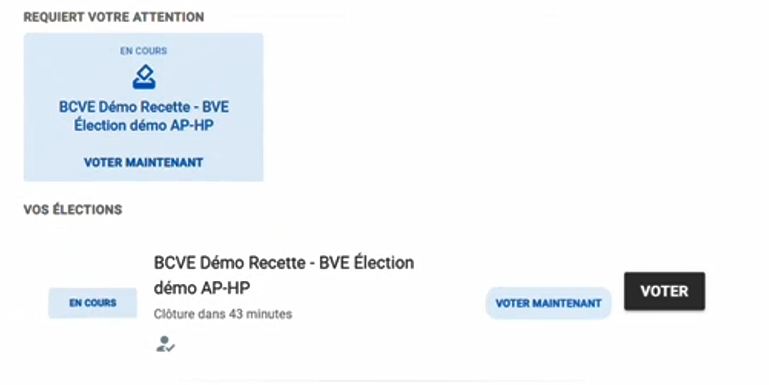 REQUIERT VOTRE ATTENTION
EN COURS
BCVE Démo Recette - BVE
Élection démo AP-HP
VOTER MAINTENANT
VOS ÉLECTIONS
BCVE Démo Recette - BVE Élection
démo AP-HP
EN COURS
VOTER MAINTENANT
VOTER
Clôture dans 43 minutes